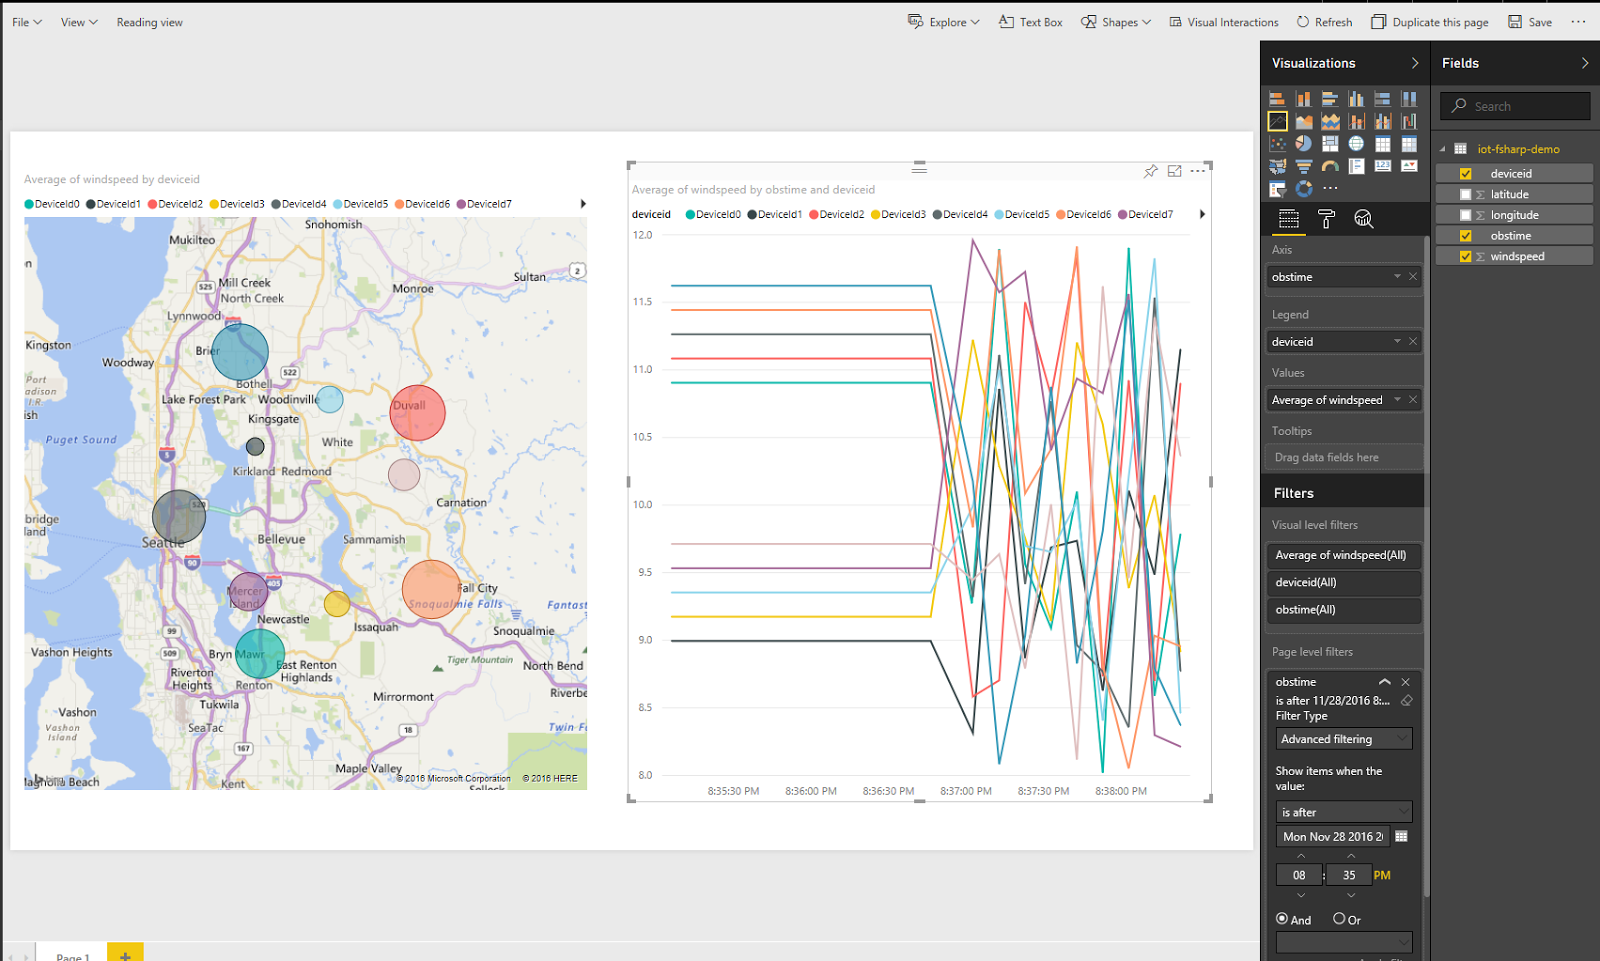 File View Reading view
Explore Text Box Shapes Visual Interactions Refresh Duplicate this page Save
Average of windspeed by deviceid
DeviceId0 DeviceId1 DeviceId2 DeviceId3 DeviceId4 DeviceId5 DeviceId6 DeviceId7
Snohomish
Mukilteo
Sultan 2
525 Mill Creek
Monroe
North Creek
Lynnwood
Kingston
Brier
Woodway
522
Bothell
Port
Lake Forest Park Woodinville
Duvall
Kingsgate
Puget Sound
White
5
Kirkland Redmond
Carnation
520
Seattle
Bellevue
Sammamish
90
405
Mercer
Island
Fall City
Snoqualmie Falls
Newcastle
Issaquah
99
Snoqualmie
Vashon Heights
509
Bryn Mawr
East Renton
Highlands
Tiger Mountain
North Bend
Riverton
Heights
Renton
Mirrormont
Tukwila
Vashon
SeaTac
Vashon
Island
18
167
Maple Valley
Kent
© 2016 Microsoft Corporation © 2016 HERE
Average of windspeed by obstime and deviceid
deviceid DeviceId0 DeviceId1 DeviceId2 DeviceId3 DeviceId4 DeviceId5 DeviceId6 DeviceId7
12.0
11.5
11.0
10.5
10.0
9.5
9.0
8.5
8.0
8:35:30 PM 8:36:00 PM 8:36:30 PM 8:37:00 PM 8:37:30 PM 8:38:00 PM
Visualizations
123
Axis
obstime
Legend
deviceid
Values
Average of windspeed
Tooltips
Drag data fields here
Filters
Visual level filters
Average of windspeed(All)
deviceid(All)
obstime(All)
Page level filters
obstime
is after 11/28/2016 8:...
Filter Type
Advanced filtering
Show items when the
value:
is after
Mon Nov 28 2016
08 : 35 PM
And Or
Fields
Search
iot-fsharp-demo
deviceid
Σ latitude
Σ longitude
obstime
Σ windspeed
Page 1 +